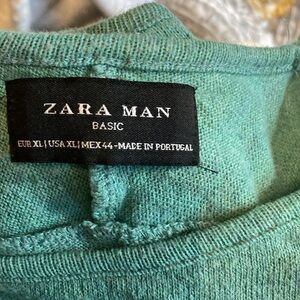 ZARA MAN
BASIC
EUR XL | USA XL | MEX 44-MADE IN PORTUGAL